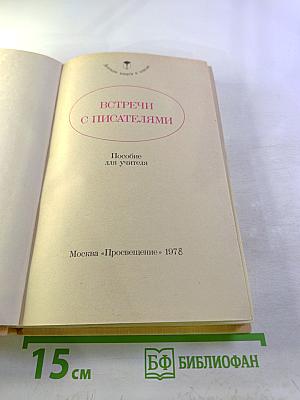 ВСТРЕЧИ
С ПИСАТЕЛЯМИ
Пособие
для учителя
Москва «Просвещение» 1978
15 см
БФ БИБЛИОФАН